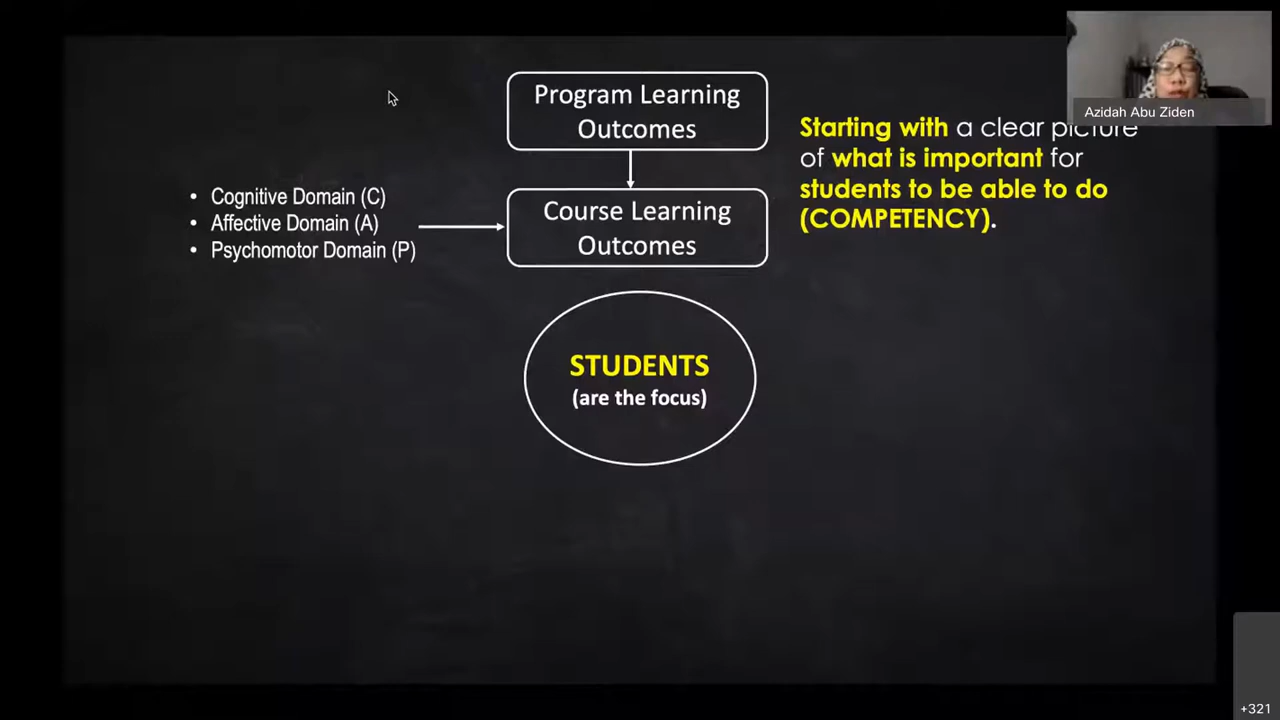 Program Learning
Outcomes
Azidah Abu Ziden
Starting with a clear picture
of what is important for
students to be able to do
(COMPETENCY).
• Cognitive Domain (C)
• Affective Domain (A)
• Psychomotor Domain (P)
Course Learning
Outcomes
STUDENTS
(are the focus)
+321